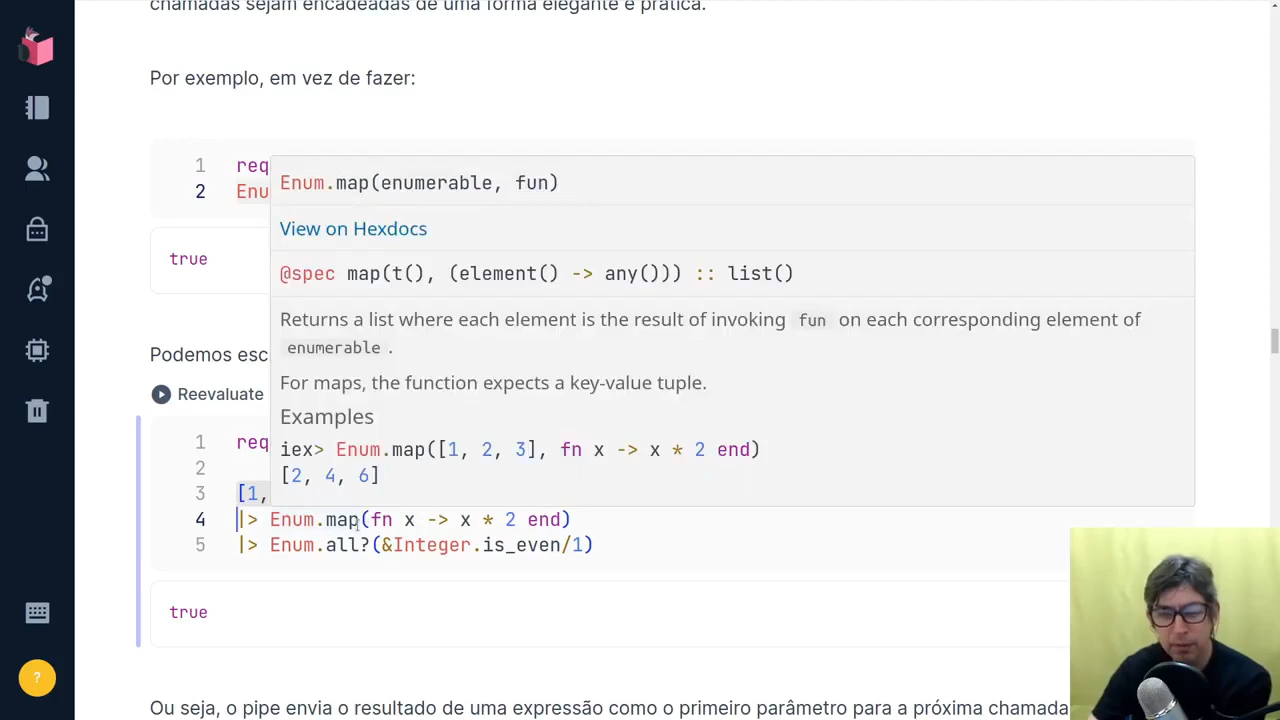 chamadas sejam encadeadas de uma forma elegante e prática.
Por exemplo, em vez de fazer:
1 req
2 Enu
Enum.map(enumerable, fun)
View on Hexdocs
@spec map(t(), (element() -> any())) :: list()
Returns a list where each element is the result of invoking fun on each corresponding element of
enumerable .
For maps, the function expects a key-value tuple.
Examples
iex> Enum.map([1, 2, 3], fn x -> x * 2 end)
[2, 4, 6]
true
Podemos esc
Reevaluate
1 req
2
3 [1,
4 |> Enum.map(fn x -> x * 2 end)
5 |> Enum.all?(&Integer.is_even/1)
true
Ou seja, o pipe envia o resultado de uma expressão como o primeiro parâmetro para a próxima chamada
?